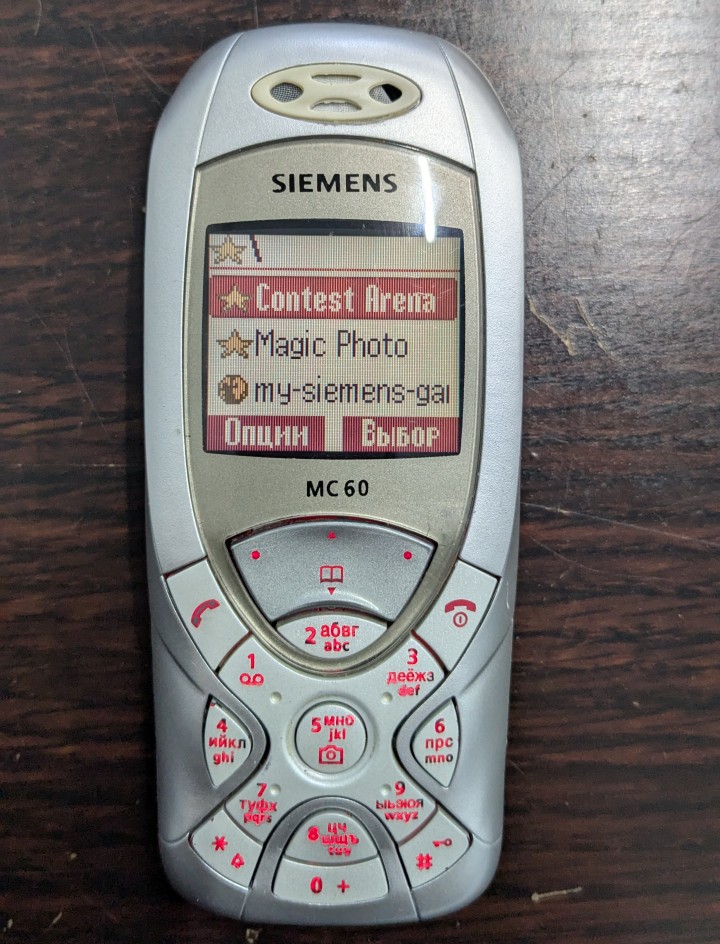 SIEMENS
\
Contest Arena
Magic Photo
my-siemens-gai
Опции Выбор
MC60
2 абвг
abc
1
3
деёжз
def
5 мно
jkl
4
ийкл
ghi
6
прс
mno
7
туфх
pqrs
9
ыьэюя
wxyz
8 цч
шщъ
tuv
*
#
0 +